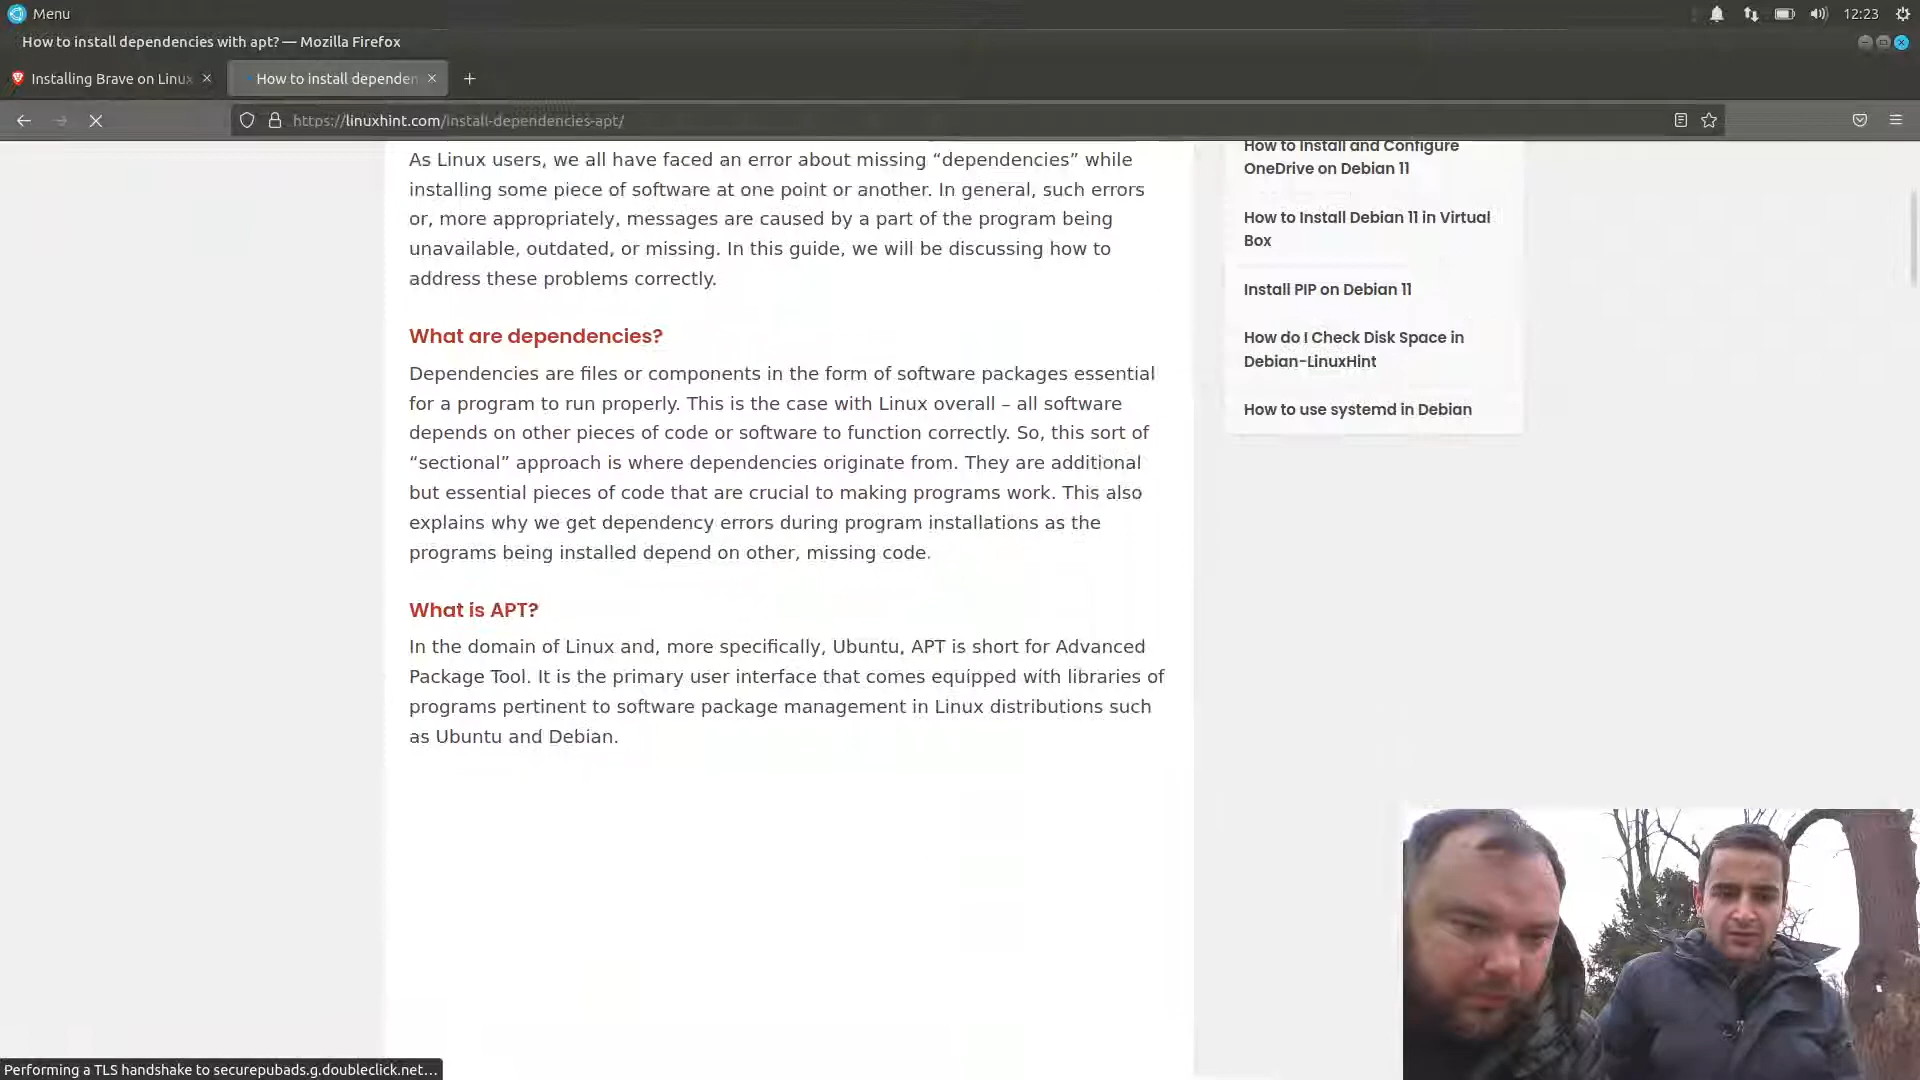 Menu
12:23
How to install dependencies with apt? — Mozilla Firefox
Installing Brave on Linux
How to install dependen
https://linuxhint.com/install-dependencies-apt/
As Linux users, we all have faced an error about missing “dependencies” while
installing some piece of software at one point or another. In general, such errors
or, more appropriately, messages are caused by a part of the program being
unavailable, outdated, or missing. In this guide, we will be discussing how to
address these problems correctly.
What are dependencies?
Dependencies are files or components in the form of software packages essential
for a program to run properly. This is the case with Linux overall – all software
depends on other pieces of code or software to function correctly. So, this sort of
“sectional” approach is where dependencies originate from. They are additional
but essential pieces of code that are crucial to making programs work. This also
explains why we get dependency errors during program installations as the
programs being installed depend on other, missing code.
What is APT?
In the domain of Linux and, more specifically, Ubuntu, APT is short for Advanced
Package Tool. It is the primary user interface that comes equipped with libraries of
programs pertinent to software package management in Linux distributions such
as Ubuntu and Debian.
How to Install and Configure
OneDrive on Debian 11
How to Install Debian 11 in Virtual
Box
Install PIP on Debian 11
How do I Check Disk Space in
Debian-LinuxHint
How to use systemd in Debian
Performing a TLS handshake to securepubads.g.doubleclick.net...